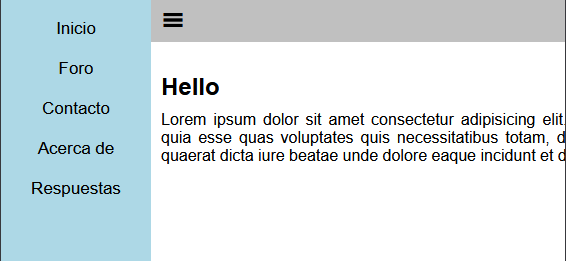 Inicio
Foro
Contacto
Acerca de
Respuestas
Hello
Lorem ipsum dolor sit amet consectetur adipisicing elit.
quia esse quas voluptates quis necessitatibus totam, d
quaerat dicta iure beatae unde dolore eaque incidunt et d